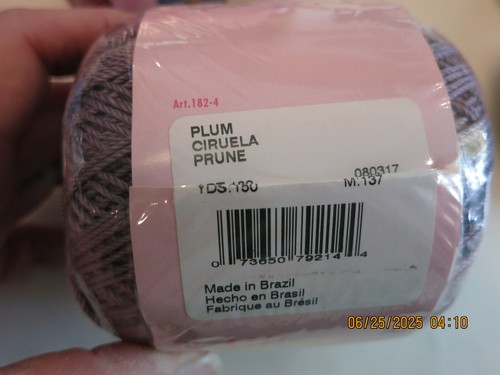 Art.182-4
PLUM
CIRUELA
PRUNE
080317
YDS.150 M.137
0 73650 79214 4
Made in Brazil
Hecho en Brasil
Fabrique au Brésil
06/25/2025 04:10